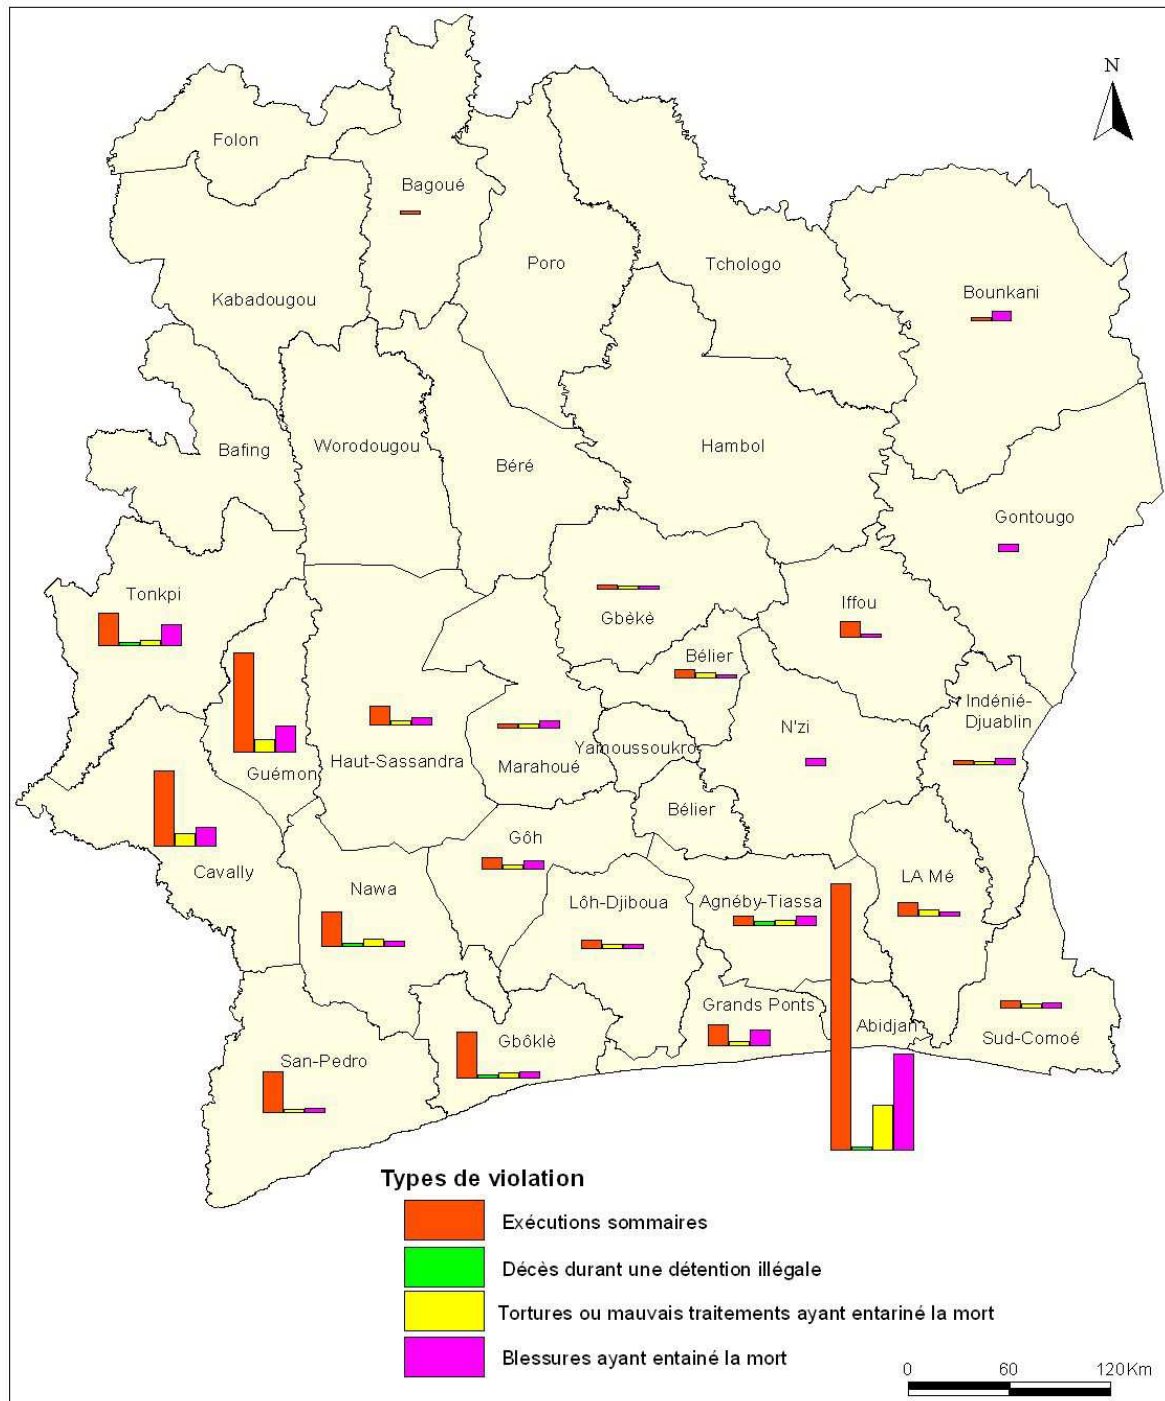 N
Folon
Bagoué
Poro
Tchologo
Bounkani
Kabadougou
Bafing
Worodougou
Béré
Hambol
Gontougo
Tonkpi
Gbèkè
Iffou
Bélier
Indénié-
Djuablin
N'zi
Yamoussoukro
Haut-Sassandra
Marahoué
Guémon
Bélier
Gôh
Cavally
Nawa
Lôh-Djiboua
Agnéby-Tiassa
LA Mé
Grands Ponts
Abidjan
Sud-Comoé
Gbôklè
San-Pedro
Types de violation
Exécutions sommaires
Décès durant une détention illégale
Tortures ou mauvais traitements ayant entariné la mort
Blessures ayant entainé la mort
0 60 120Km